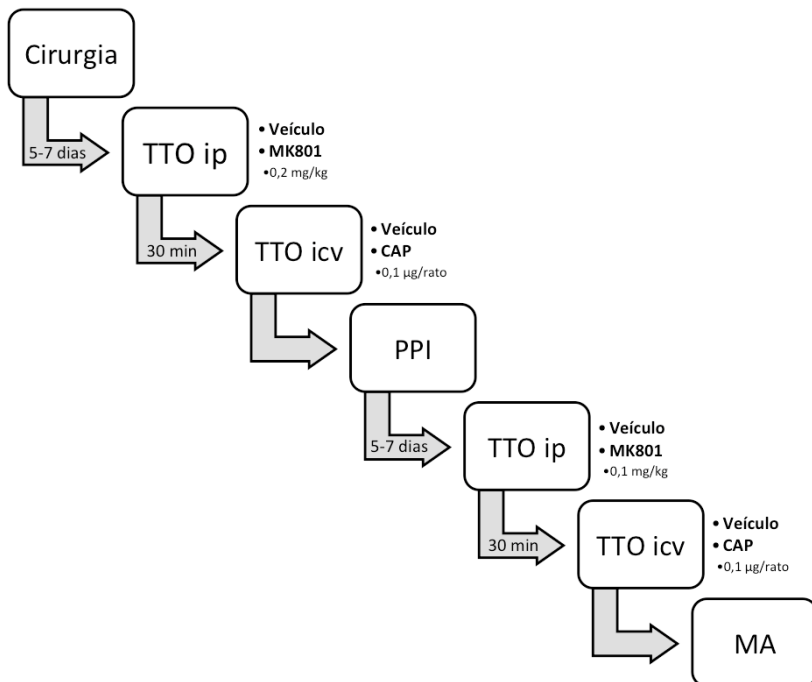 Cirurgia
5-7 dias
TTO ip
• Veículo
• MK801
•0,2 mg/kg
30 min
TTO icv
• Veículo
• CAP
•0,1 µg/rato
PPI
5-7 dias
TTO ip
• Veículo
• MK801
•0,1 mg/kg
30 min
TTO icv
• Veículo
• CAP
•0,1 µg/rato
MA